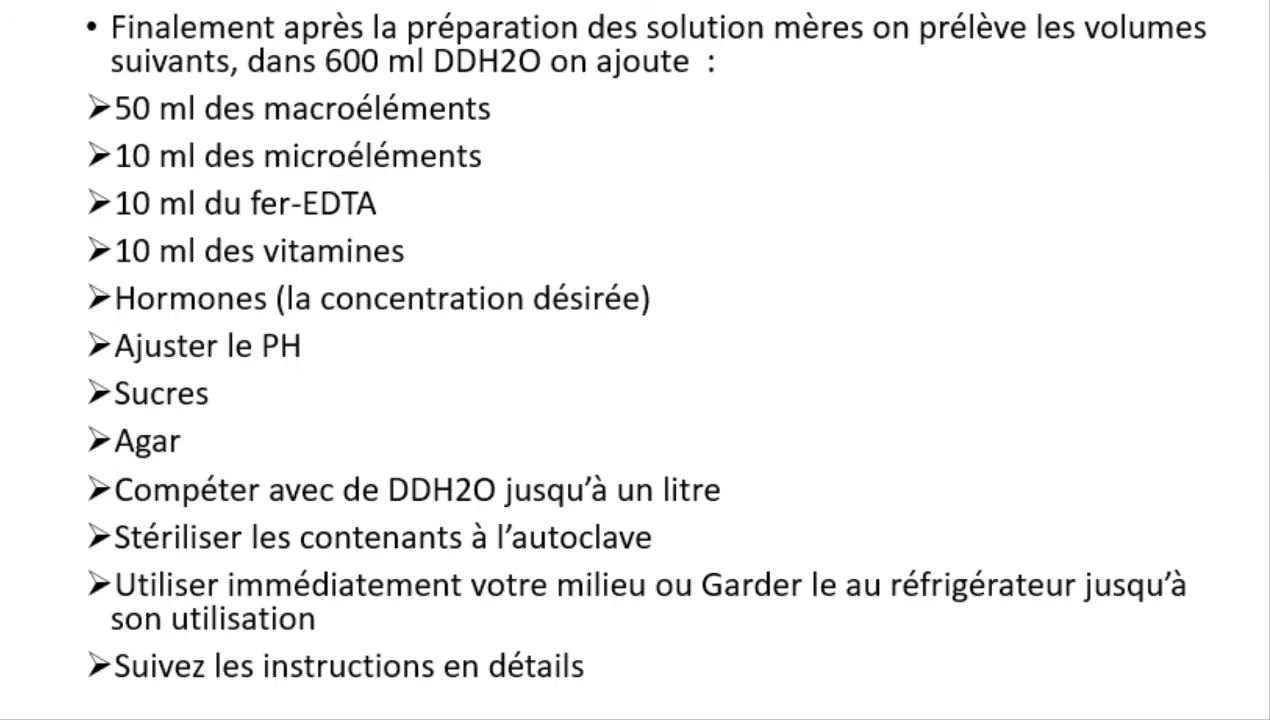 • Finalement après la préparation des solution mères on prélève les volumes
suivants, dans 600 ml DDH2O on ajoute  :
➢50 ml des macroéléments
➢10 ml des microéléments
➢10 ml du fer-EDTA
➢10 ml des vitamines
➢Hormones (la concentration désirée)
➢Ajuster le PH
➢Sucres
➢Agar
➢Compéter avec de DDH2O jusqu’à un litre
➢Stériliser les contenants à l’autoclave
➢Utiliser immédiatement votre milieu ou Garder le au réfrigérateur jusqu’à
son utilisation
➢Suivez les instructions en détails